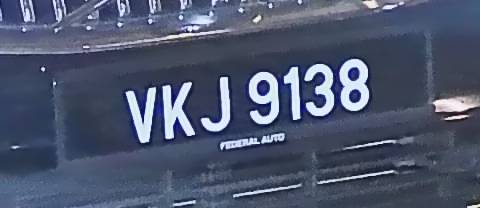 VKJ 9138
FEDERAL AUTO